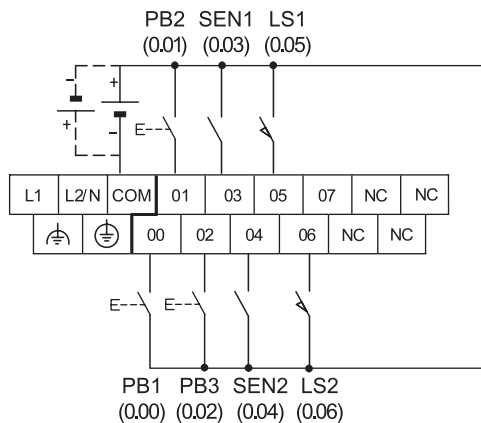 PB2 SEN1 LS1
(0.01) (0.03) (0.05)
- +
+ -
E
L1 L2/N COM 01 03 05 07 NC NC
00 02 04 06 NC NC
E E
PB1 PB3 SEN2 LS2
(0.00) (0.02) (0.04) (0.06)